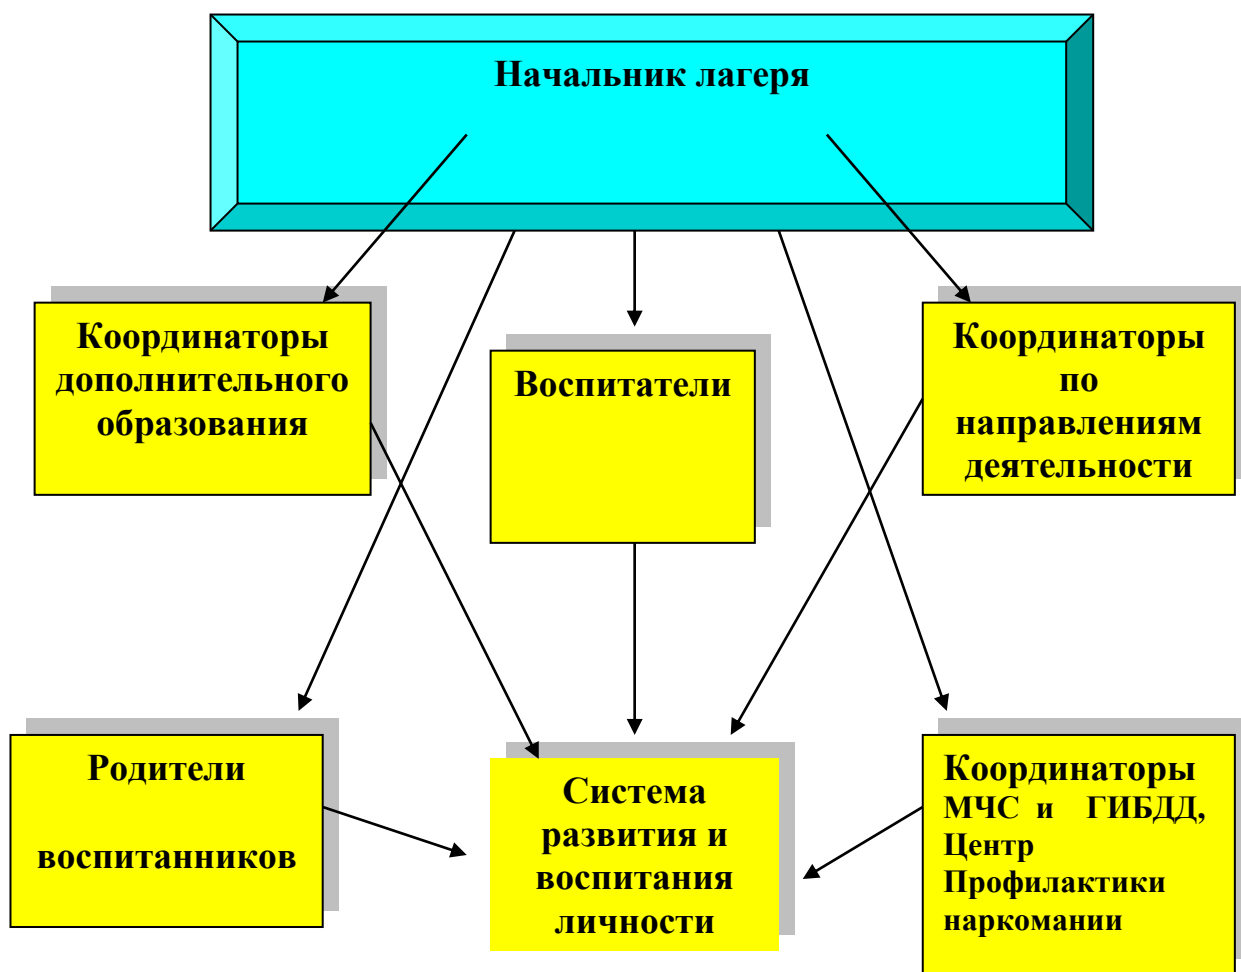 Начальник лагеря
Координаторы
дополнительного
образования
Воспитатели
Координаторы
по
направлениям
деятельности
Родители
воспитанников
Система
развития и
воспитания
личности
Координаторы
МЧС и ГИБДД,
Центр
Профилактики
наркомании